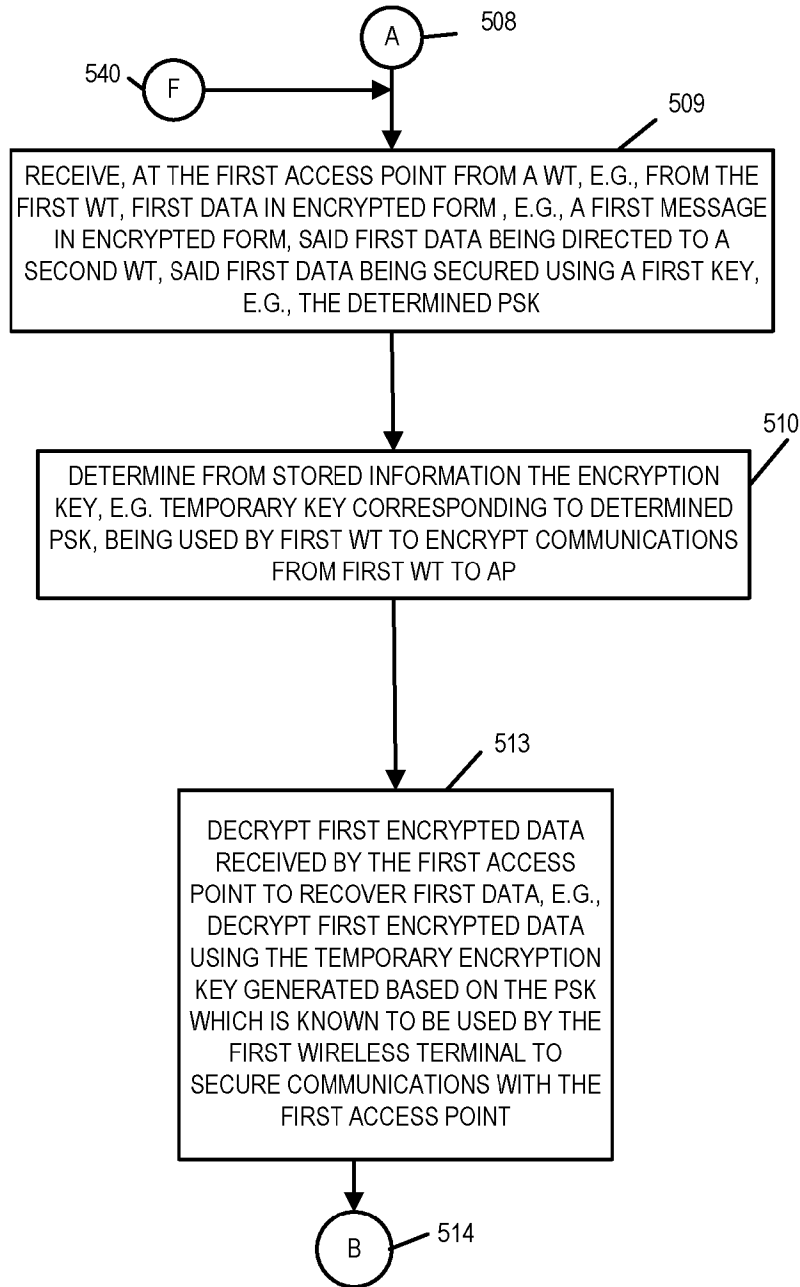 A
508
540
F
509
RECEIVE, AT THE FIRST ACCESS POINT FROM A WT, E.G., FROM THE
FIRST WT, FIRST DATA IN ENCRYPTED FORM , E.G., A FIRST MESSAGE
IN ENCRYPTED FORM, SAID FIRST DATA BEING DIRECTED TO A
SECOND WT, SAID FIRST DATA BEING SECURED USING A FIRST KEY,
E.G., THE DETERMINED PSK
510
DETERMINE FROM STORED INFORMATION THE ENCRYPTION
KEY, E.G. TEMPORARY KEY CORRESPONDING TO DETERMINED
PSK, BEING USED BY FIRST WT TO ENCRYPT COMMUNICATIONS
FROM FIRST WT TO AP
513
DECRYPT FIRST ENCRYPTED DATA
RECEIVED BY THE FIRST ACCESS
POINT TO RECOVER FIRST DATA, E.G.,
DECRYPT FIRST ENCRYPTED DATA
USING THE TEMPORARY ENCRYPTION
KEY GENERATED BASED ON THE PSK
WHICH IS KNOWN TO BE USED BY THE
FIRST WIRELESS TERMINAL TO
SECURE COMMUNICATIONS WITH THE
FIRST ACCESS POINT
B
514